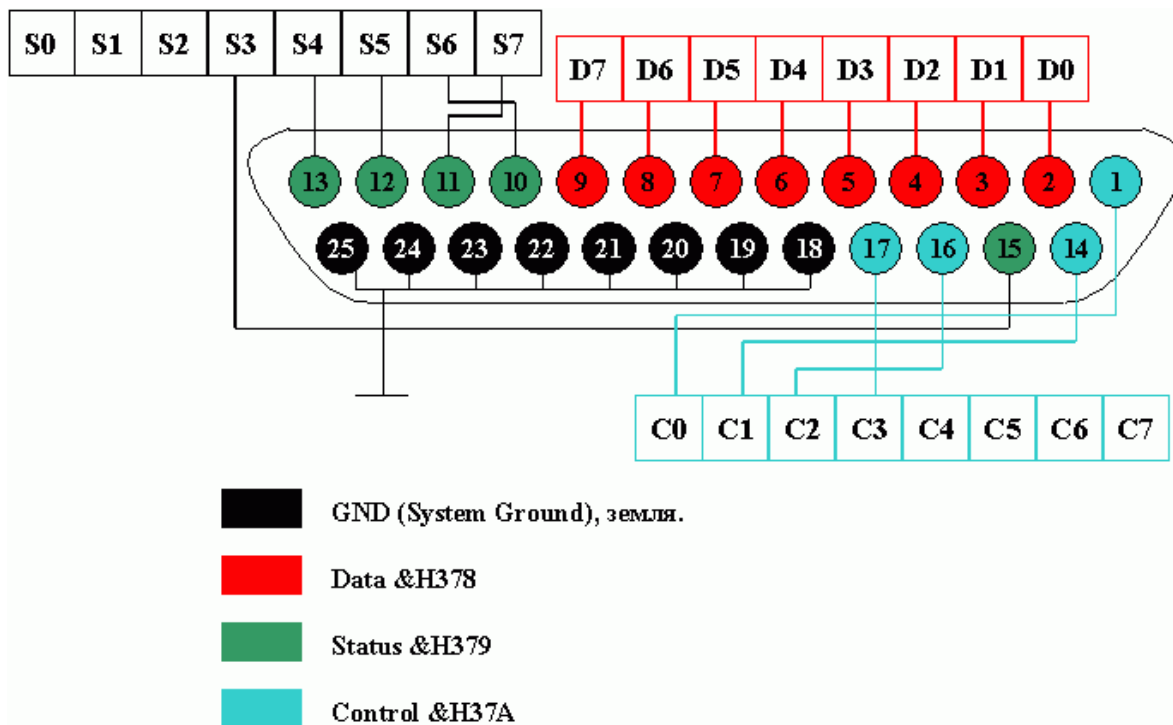 S0 S1 S2 S3 S4 S5 S6 S7
D7 D6 D5 D4 D3 D2 D1 D0
13 12 11 10 9 8 7 6 5 4 3 2 1
25 24 23 22 21 20 19 18 17 16 15 14
C0 C1 C2 C3 C4 C5 C6 C7
GND (System Ground), земля.
Data &H378
Status &H379
Control &H37A